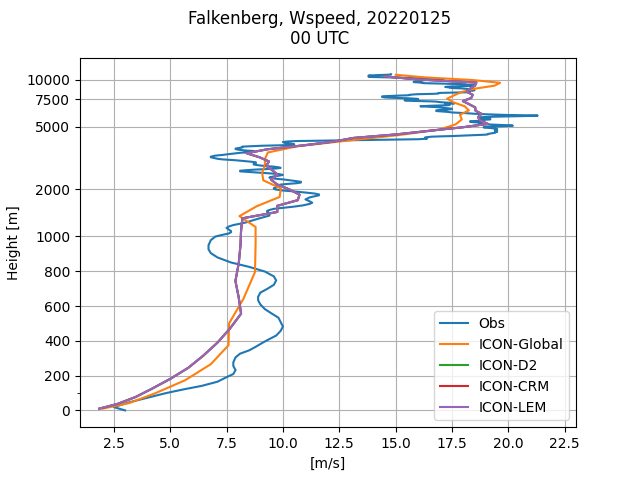 Falkenberg, Wspeed, 20220125
00 UTC
Height [m]
10000
7500
5000
2000
1000
800
600
400
200
0
2.5 5.0 7.5 10.0 12.5 15.0 17.5 20.0 22.5
[m/s]
Obs
ICON-Global
ICON-D2
ICON-CRM
ICON-LEM